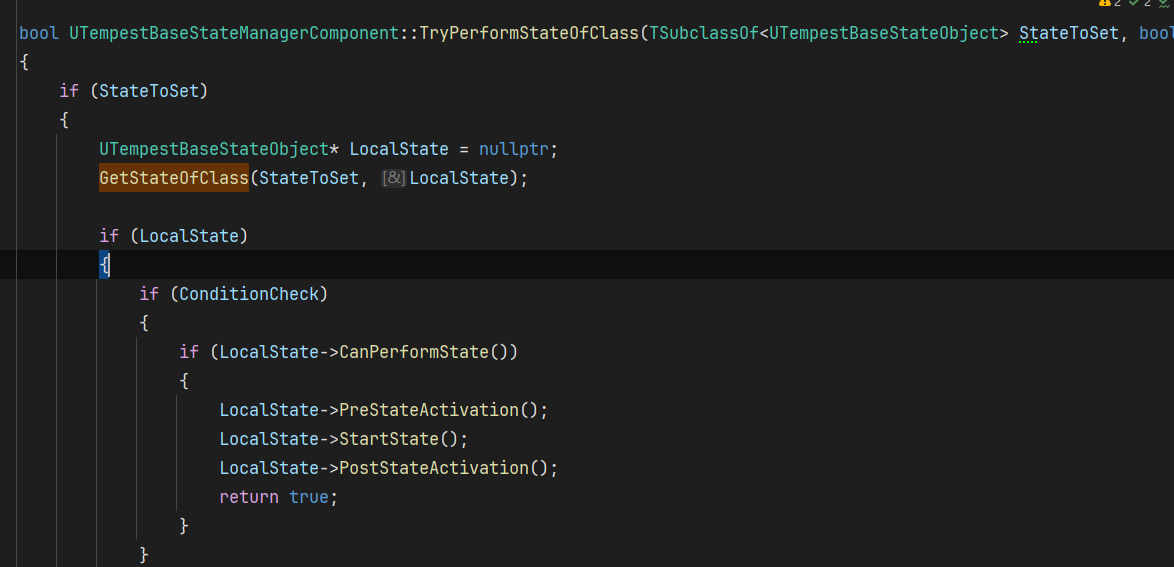 2 2
bool UTempestBaseStateManagerComponent::TryPerformStateOfClass(TSubclassOf<UTempestBaseStateObject> StateToSet, bool
{
if (StateToSet)
{
UTempestBaseStateObject* LocalState = nullptr;
GetStateOfClass(StateToSet, [&]LocalState);
if (LocalState)
{
if (ConditionCheck)
{
if (LocalState->CanPerformState())
{
LocalState->PreStateActivation();
LocalState->StartState();
LocalState->PostStateActivation();
return true;
}
}